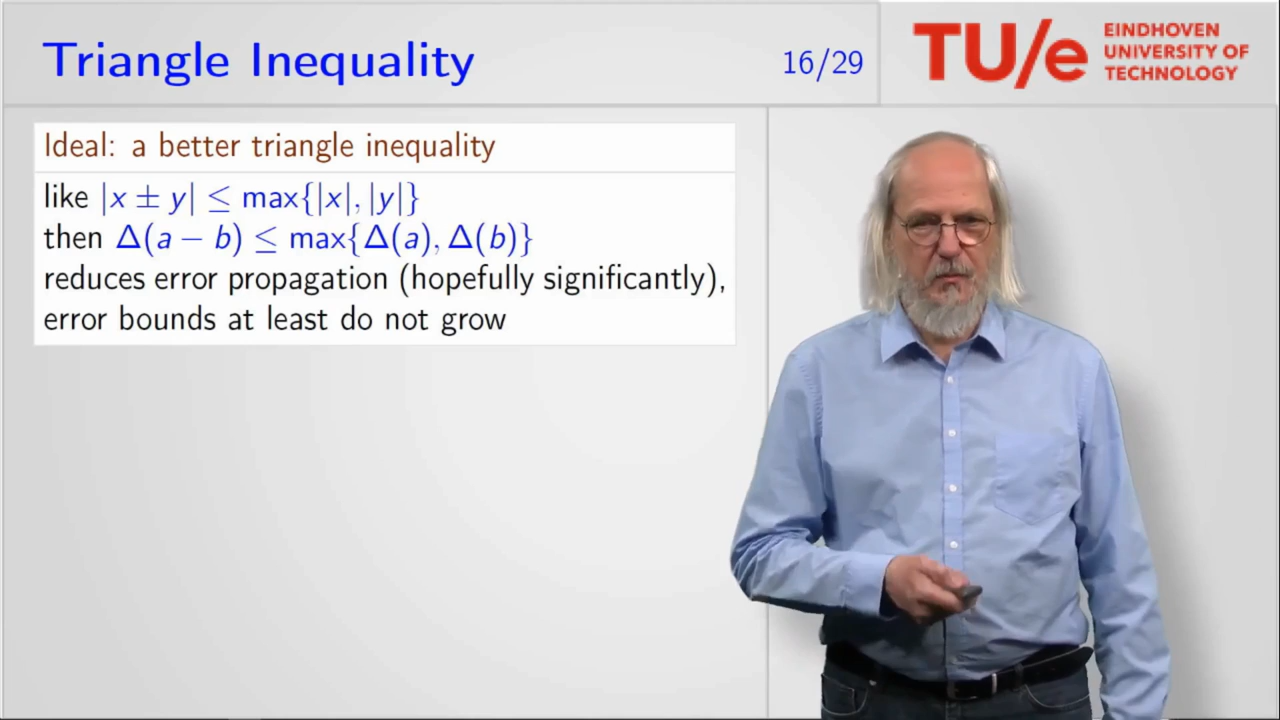 Triangle Inequality
16/29
TU/e
EINDHOVEN
UNIVERSITY OF
TECHNOLOGY
Ideal: a better triangle inequality
like |x ± y| ≤ max{|x|, |y|}
then Δ(a − b) ≤ max{Δ(a), Δ(b)}
reduces error propagation (hopefully significantly),
error bounds at least do not grow